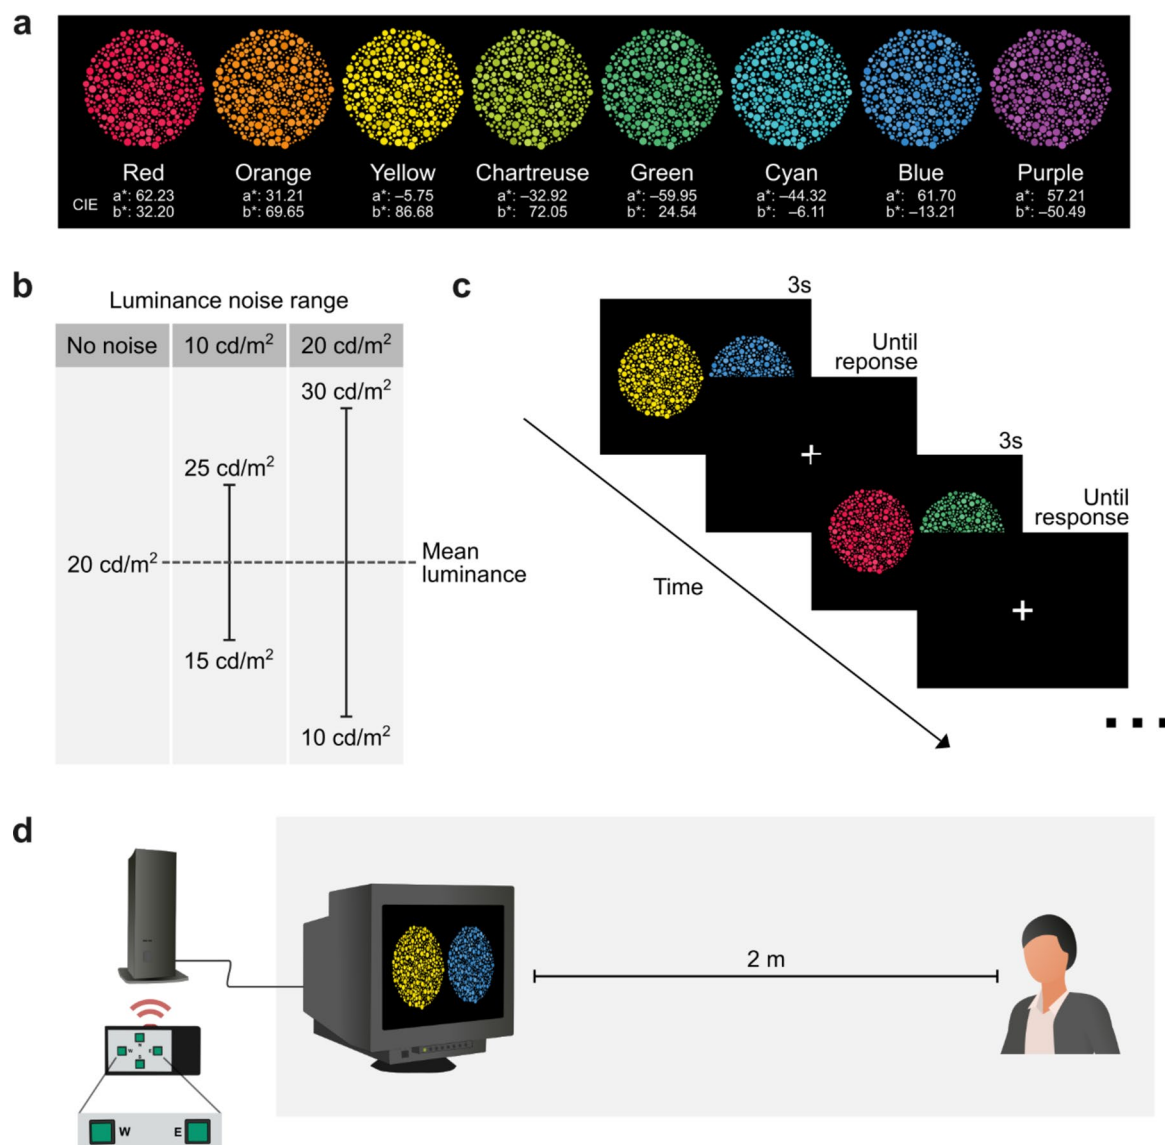 a
Red Orange Yellow Chartreuse Green Cyan Blue Purple
CIE
a*: 62.23 a*: 31.21 a*: –5.75 a*: –32.92 a*: –59.95 a*: –44.32 a*: 61.70 a*: 57.21
b*: 32.20 b*: 69.65 b*: 86.68 b*: 72.05 b*: 24.54 b*: –6.11 b*: –13.21 b*: –50.49
b
Luminance noise range
No noise 10 cd/m² 20 cd/m²
30 cd/m²
25 cd/m²
20 cd/m²
15 cd/m²
10 cd/m²
Mean
luminance
c
3s
Until
reponse
3s
Until
response
Time
d
2 m
N
W E
S
W E